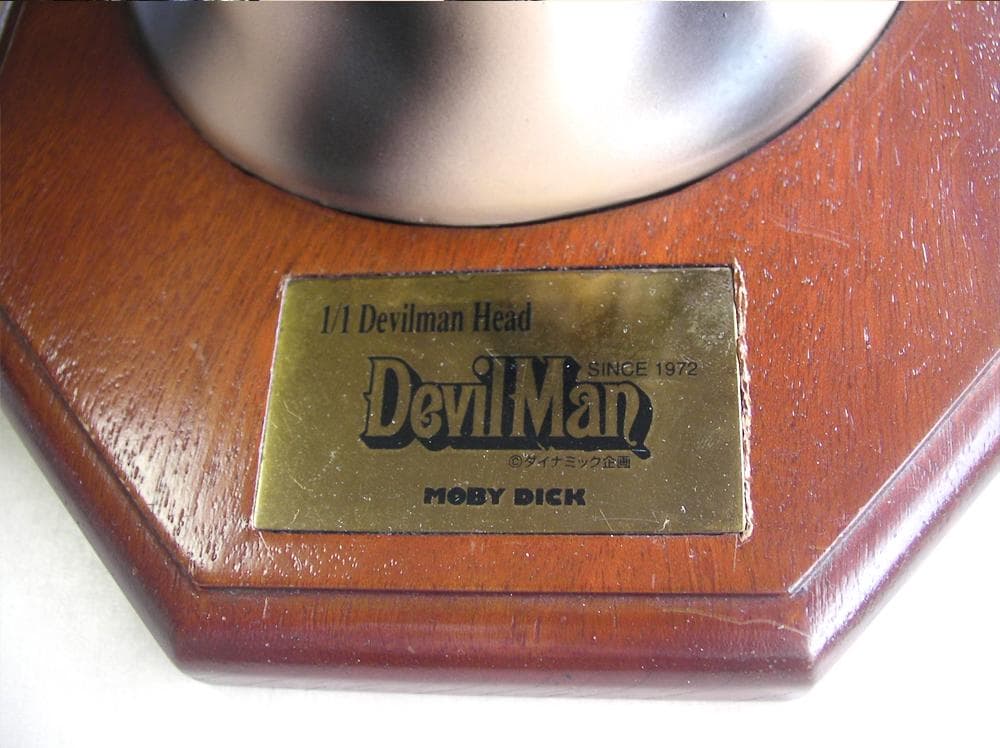 1/1 Devilman Head
SINCE 1972
DevilMan
©ダイナミック企画
MOBY DICK